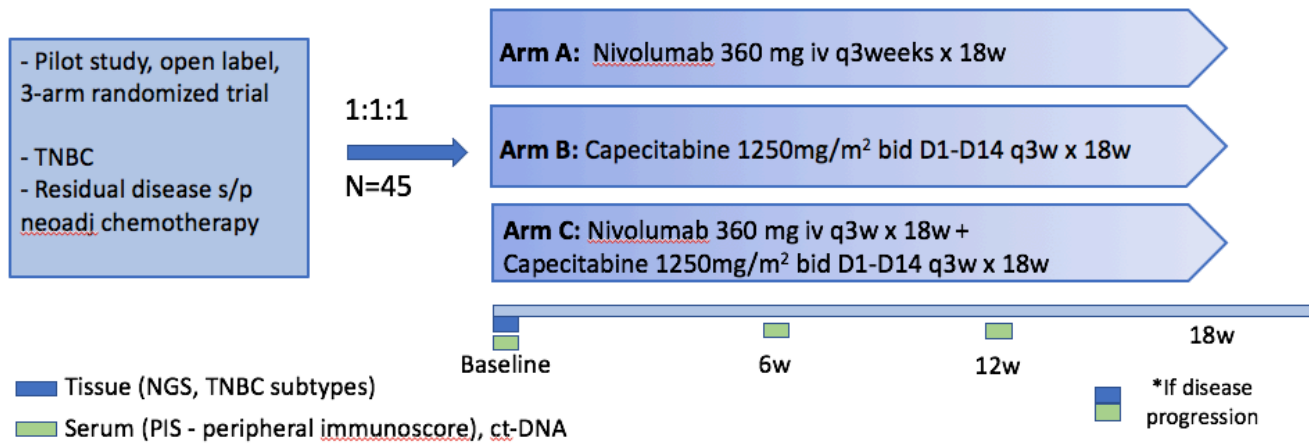 - Pilot study, open label,
3-arm randomized trial
- TNBC
- Residual disease s/p
neoadj chemotherapy
1:1:1
N=45
Arm A: Nivolumab 360 mg iv q3weeks x 18w
Arm B: Capecitabine 1250mg/m² bid D1-D14 q3w x 18w
Arm C: Nivolumab 360 mg iv q3w x 18w +
Capecitabine 1250mg/m² bid D1-D14 q3w x 18w
Baseline
6w
12w
18w
Tissue (NGS, TNBC subtypes)
Serum (PIS - peripheral immunoscore), ct-DNA
*If disease
progression